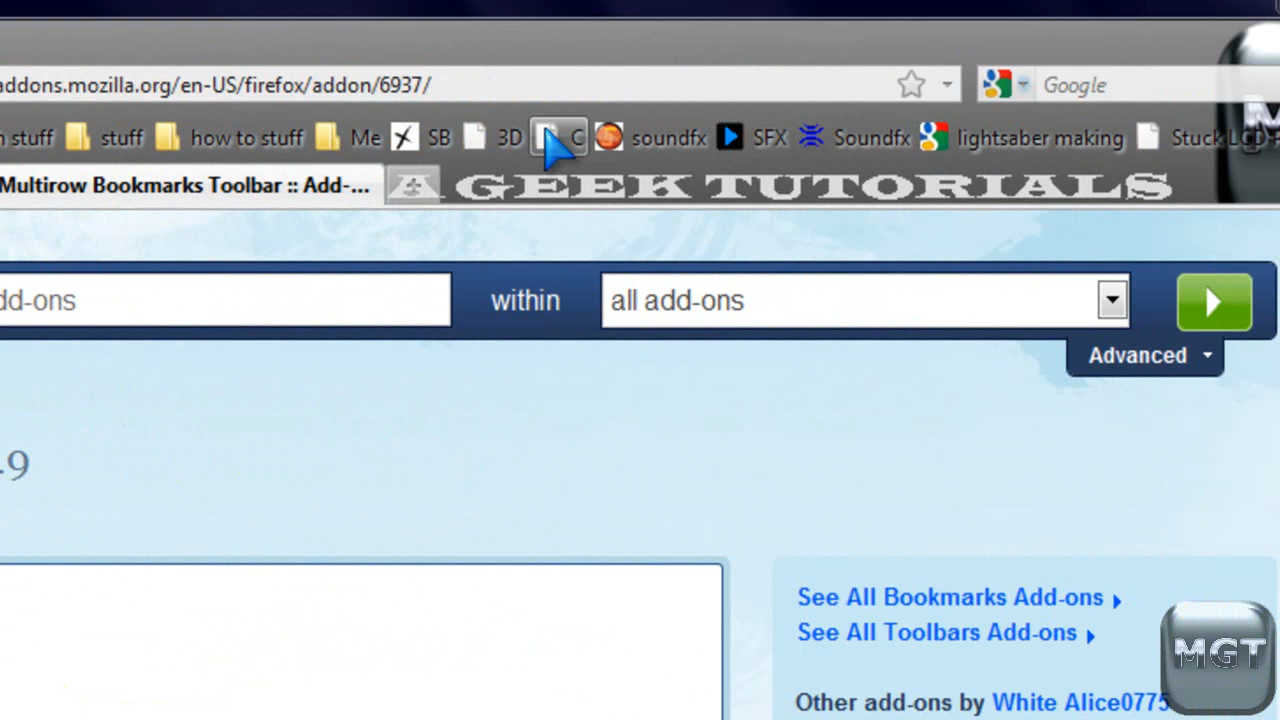 addons.mozilla.org/en-US/firefox/addon/6937/ Google
stuff stuff how to stuff Me SB 3D C soundfx SFX Soundfx lightsaber making Stuck
Multirow Bookmarks Toolbar :: Add-... A GEEK TUTORIALS
dd-ons within all add-ons
Advanced
-9
See All Bookmarks Add-ons
See All Toolbars Add-ons
MGT
Other add-ons by White Alice0775